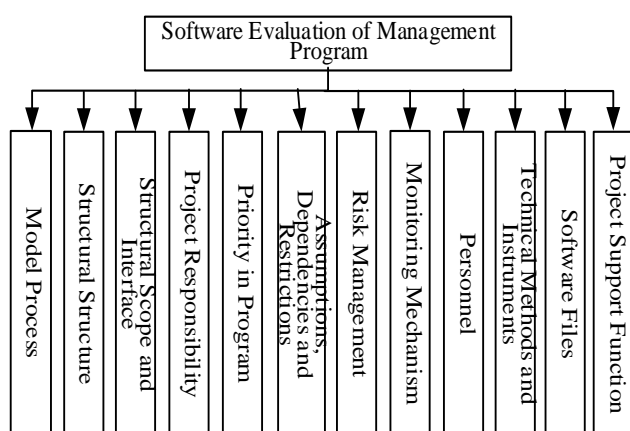 Software Evaluation of Management
Program
Model Process
Structural Structure
Structural Scope and
Interface
Project Responsibility
Priority in Program
Assumptions,
Dependencies and
Restrictions
Risk Management
Monitoring Mechanism
Personnel
Technical Methods and
Instruments
Software Files
Project Support Function